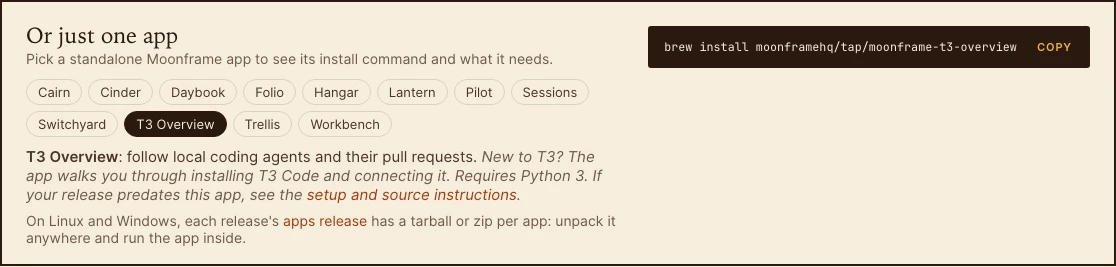 Or just one app
Pick a standalone Moonframe app to see its install command and what it needs.
brew install moonframehq/tap/moonframe-t3-overview COPY
Cairn Cinder Daybook Folio Hangar Lantern Pilot Sessions
Switchyard T3 Overview Trellis Workbench
T3 Overview: follow local coding agents and their pull requests. New to T3? The
app walks you through installing T3 Code and connecting it. Requires Python 3. If
your release predates this app, see the setup and source instructions.
On Linux and Windows, each release's apps release has a tarball or zip per app: unpack it
anywhere and run the app inside.